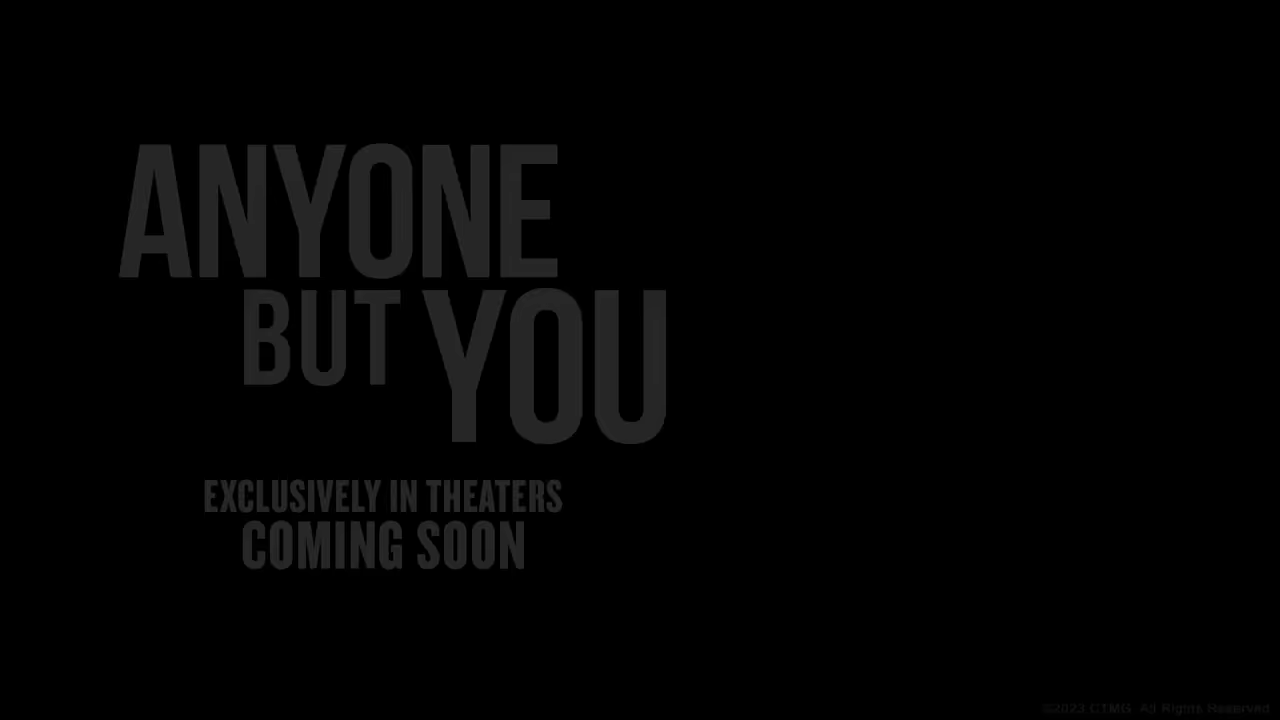 ANYONE
BUT YOU
EXCLUSIVELY IN THEATERS
COMING SOON
©2023 CTMG. All Rights Reserved.